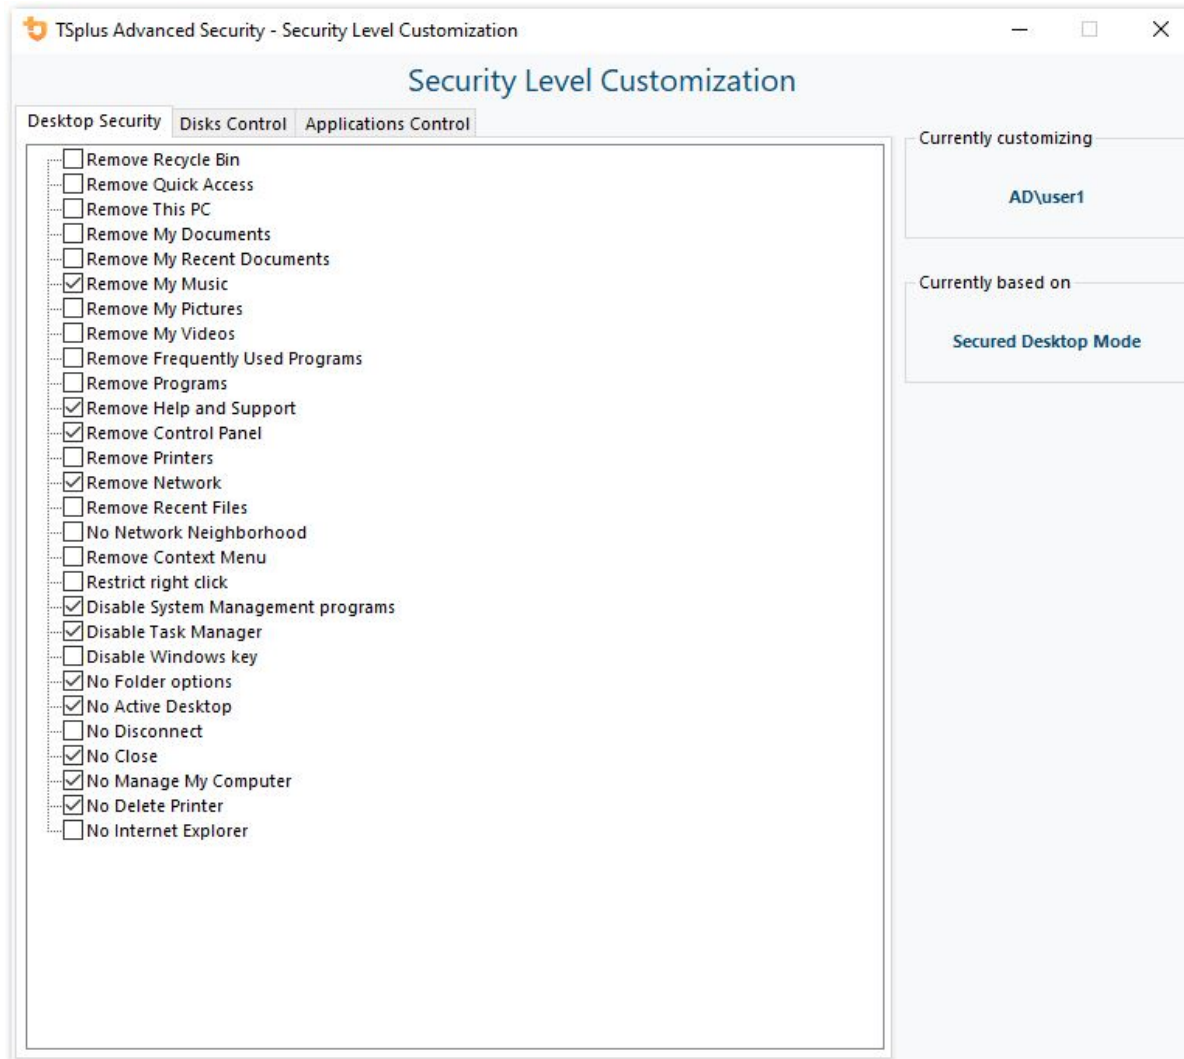 TSplus Advanced Security - Security Level Customization
Security Level Customization
Desktop Security Disks Control Applications Control
Remove Recycle Bin
Remove Quick Access
Remove This PC
Remove My Documents
Remove My Recent Documents
Remove My Music
Remove My Pictures
Remove My Videos
Remove Frequently Used Programs
Remove Programs
Remove Help and Support
Remove Control Panel
Remove Printers
Remove Network
Remove Recent Files
No Network Neighborhood
Remove Context Menu
Restrict right click
Disable System Management programs
Disable Task Manager
Disable Windows key
No Folder options
No Active Desktop
No Disconnect
No Close
No Manage My Computer
No Delete Printer
No Internet Explorer
Currently customizing
AD\user1
Currently based on
Secured Desktop Mode